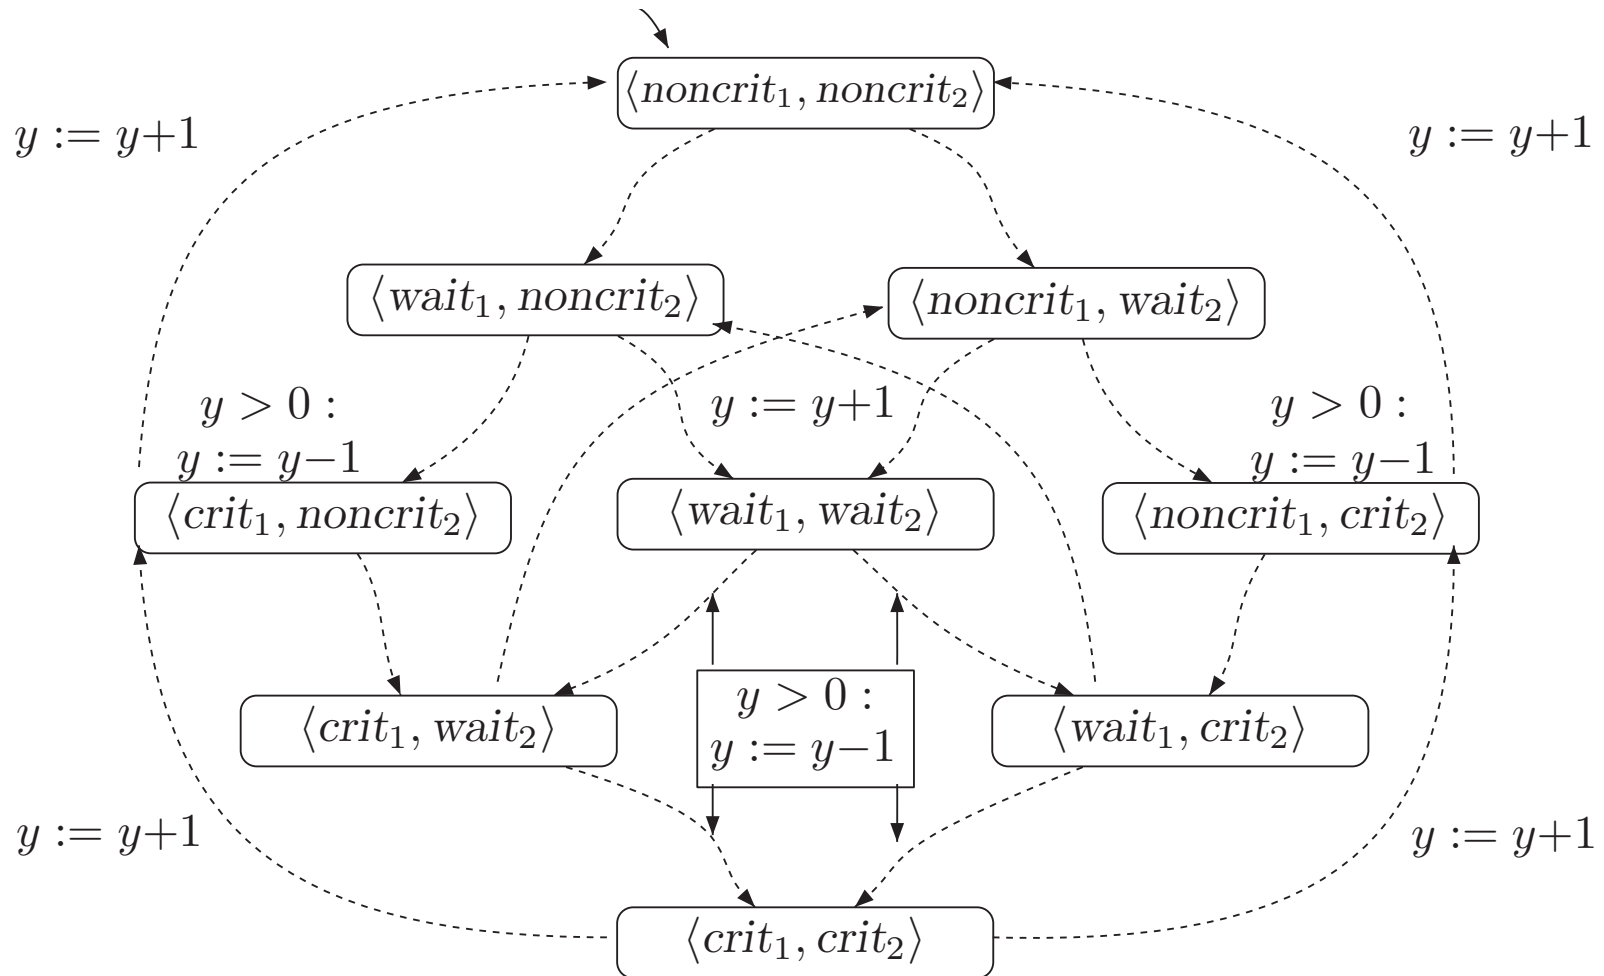 ⟨noncrit₁, noncrit₂⟩
y := y+1
y := y+1
⟨wait₁, noncrit₂⟩
⟨noncrit₁, wait₂⟩
y > 0 :
y := y−1
y := y+1
y > 0 :
y := y−1
⟨crit₁, noncrit₂⟩
⟨wait₁, wait₂⟩
⟨noncrit₁, crit₂⟩
⟨crit₁, wait₂⟩
y > 0 :
y := y−1
⟨wait₁, crit₂⟩
y := y+1
y := y+1
⟨crit₁, crit₂⟩